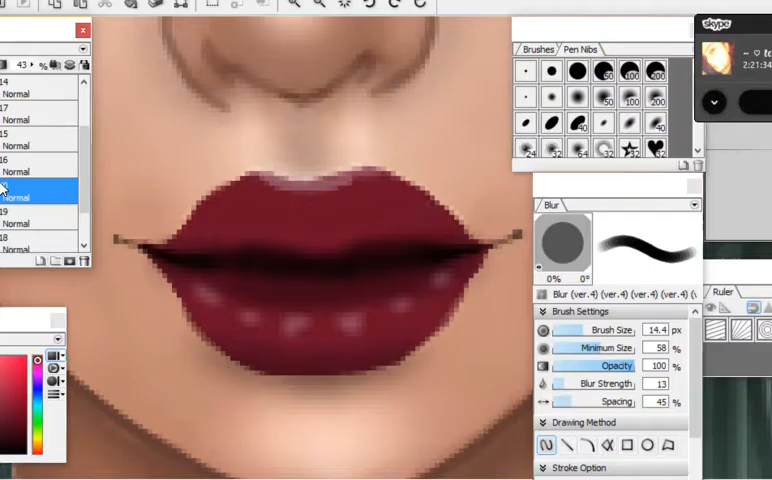 skype
~ ♡ t
2:21:34
Brushes Pen Nibs
50 100 200
50 100 200
40 40
24 32 64 32 32 32
43 %
14
Normal
17
Normal
15
Normal
16
Normal
Normal
19
Normal
18
Normal
Blur
0% 0°
Blur (ver.4) (ver.4) (ver.4) (ver.4)
Brush Settings
Brush Size 14.4 px
Minimum Size 58 %
Opacity 100 %
Blur Strength 13
Spacing 45 %
Drawing Method
Stroke Option
Ruler